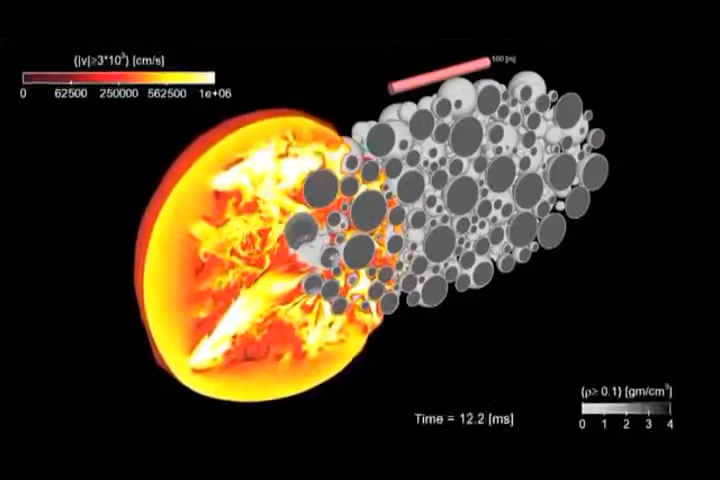 {|v|≥3*10³} [cm/s]
0 62500 250000 562500 1e+06
100 [m]
Time = 12.2 [ms]
{ρ≥ 0.1} [gm/cm³]
0 1 2 3 4